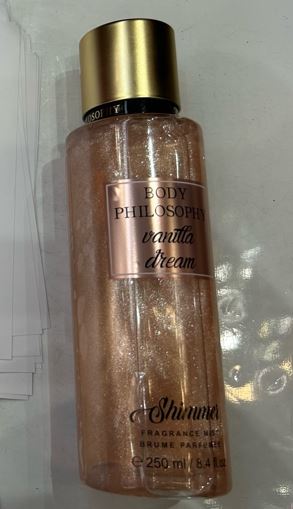 BODY
PHILOSOPHY
vanilla
dream
Shimmer
FRAGRANCE MIST
BRUME PARFUMÉE
℮ 250 ml / 8.4 fl oz